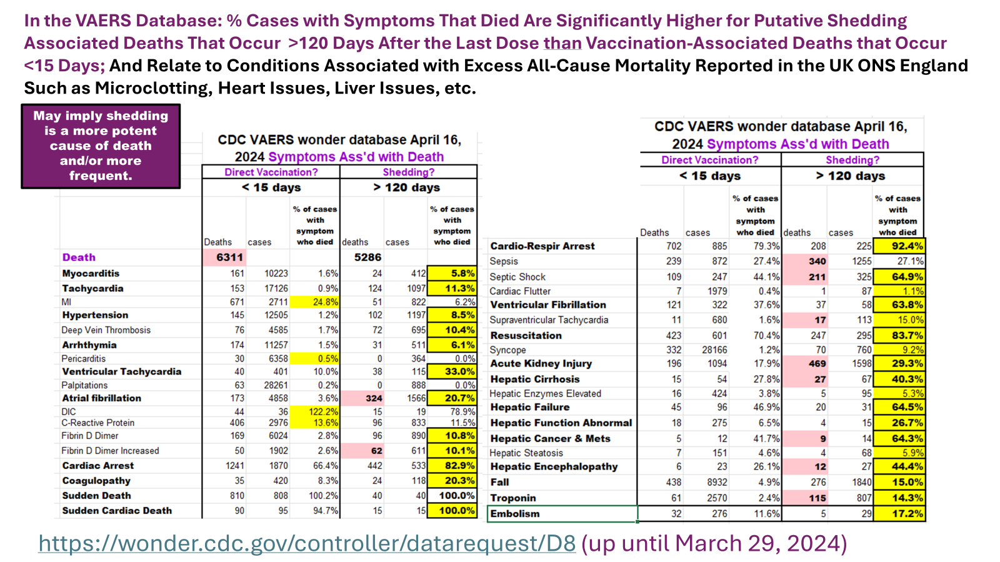 In the VAERS Database: % Cases with Symptoms That Died Are Significantly Higher for Putative Shedding
Associated Deaths That Occur >120 Days After the Last Dose than Vaccination-Associated Deaths that Occur
<15 Days; And Relate to Conditions Associated with Excess All-Cause Mortality Reported in the UK ONS England
Such as Microclotting, Heart Issues, Liver Issues, etc.
May imply shedding
is a more potent
cause of death
and/or more
frequent.
CDC VAERS wonder database April 16,
2024 Symptoms Ass'd with Death
Direct Vaccination? Shedding?
< 15 days > 120 days
Deaths cases % of cases with symptom who died deaths cases % of cases with symptom who died
Death 6311 5286
Myocarditis 161 10223 1.6% 24 412 5.8%
Tachycardia 153 17126 0.9% 124 1097 11.3%
MI 671 2711 24.8% 51 822 6.2%
Hypertension 145 12505 1.2% 102 1197 8.5%
Deep Vein Thrombosis 76 4585 1.7% 72 695 10.4%
Arrhthymia 174 11257 1.5% 31 511 6.1%
Pericarditis 30 6358 0.5% 0 364 0.0%
Ventricular Tachycardia 40 401 10.0% 38 115 33.0%
Palpitations 63 28261 0.2% 0 888 0.0%
Atrial fibrillation 173 4858 3.6% 324 1566 20.7%
DIC 44 36 122.2% 15 19 78.9%
C-Reactive Protein 406 2976 13.6% 96 833 11.5%
Fibrin D Dimer 169 6024 2.8% 96 890 10.8%
Fibrin D Dimer Increased 50 1902 2.6% 62 611 10.1%
Cardiac Arrest 1241 1870 66.4% 442 533 82.9%
Coagulopathy 35 420 8.3% 24 118 20.3%
Sudden Death 810 808 100.2% 40 40 100.0%
Sudden Cardiac Death 90 95 94.7% 15 15 100.0%
CDC VAERS wonder database April 16,
2024 Symptoms Ass'd with Death
Direct Vaccination? Shedding?
< 15 days > 120 days
Deaths cases % of cases with symptom who died deaths cases % of cases with symptom who died
Cardio-Respir Arrest 702 885 79.3% 208 225 92.4%
Sepsis 239 872 27.4% 340 1255 27.1%
Septic Shock 109 247 44.1% 211 325 64.9%
Cardiac Flutter 7 1979 0.4% 1 87 1.1%
Ventricular Fibrillation 121 322 37.6% 37 58 63.8%
Supraventricular Tachycardia 11 680 1.6% 17 113 15.0%
Resuscitation 423 601 70.4% 247 295 83.7%
Syncope 332 28166 1.2% 70 760 9.2%
Acute Kidney Injury 196 1094 17.9% 469 1598 29.3%
Hepatic Cirrhosis 15 54 27.8% 27 67 40.3%
Hepatic Enzymes Elevated 16 424 3.8% 5 95 5.3%
Hepatic Failure 45 96 46.9% 20 31 64.5%
Hepatic Function Abnormal 18 275 6.5% 4 15 26.7%
Hepatic Cancer & Mets 5 12 41.7% 9 14 64.3%
Hepatic Steatosis 7 151 4.6% 4 68 5.9%
Hepatic Encephalopathy 6 23 26.1% 12 27 44.4%
Fall 438 8932 4.9% 276 1840 15.0%
Troponin 61 2570 2.4% 115 807 14.3%
Embolism 32 276 11.6% 5 29 17.2%
https://wonder.cdc.gov/controller/datarequest/D8 (up until March 29, 2024)